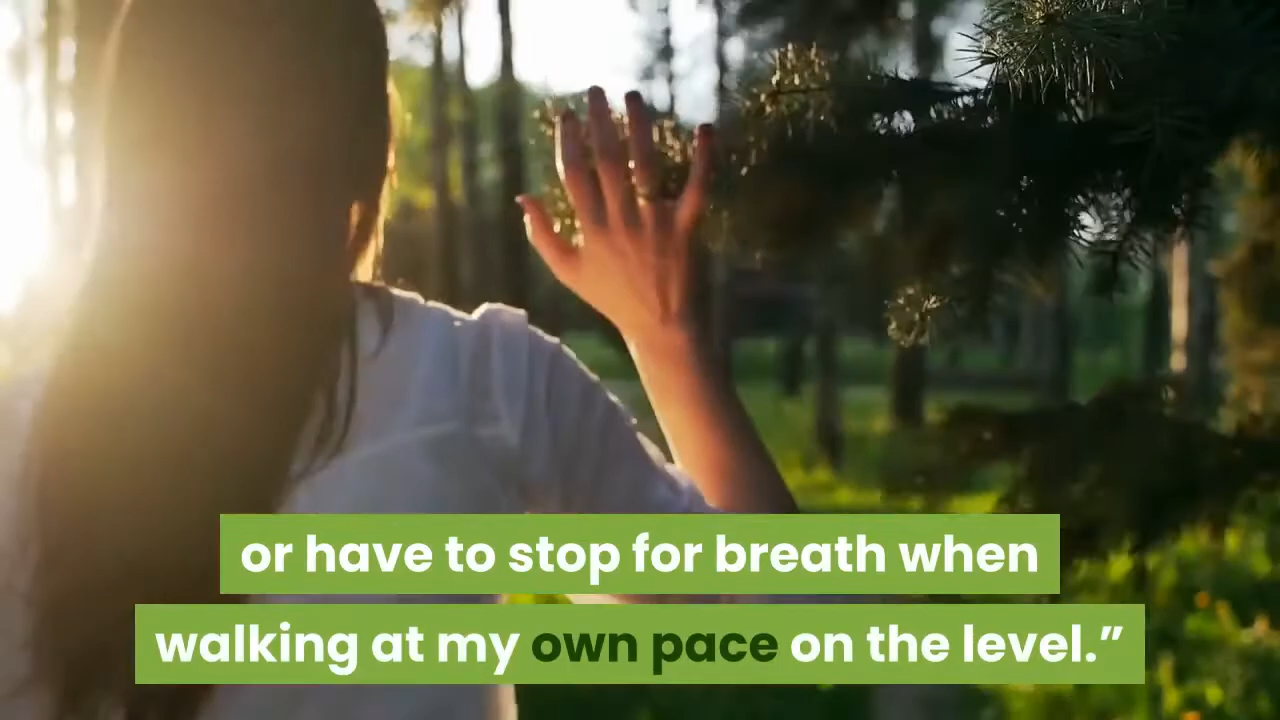 or have to stop for breath when
walking at my own pace on the level.”